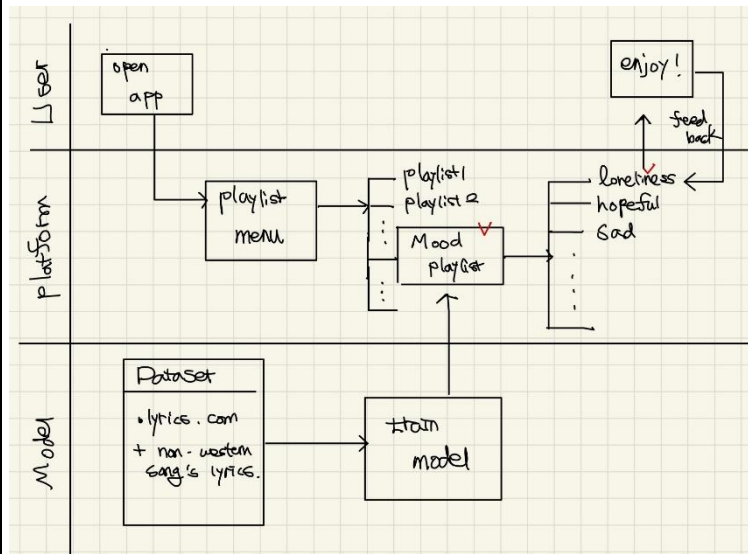 User
open
app
enjoy!
feed
back
platform
playlist
menu
playlist1
playlist2
Mood
playlist
loneliness
hopeful
Sad
Model
Dataset
• lyrics.com
+ non-western
song's lyrics.
train
model